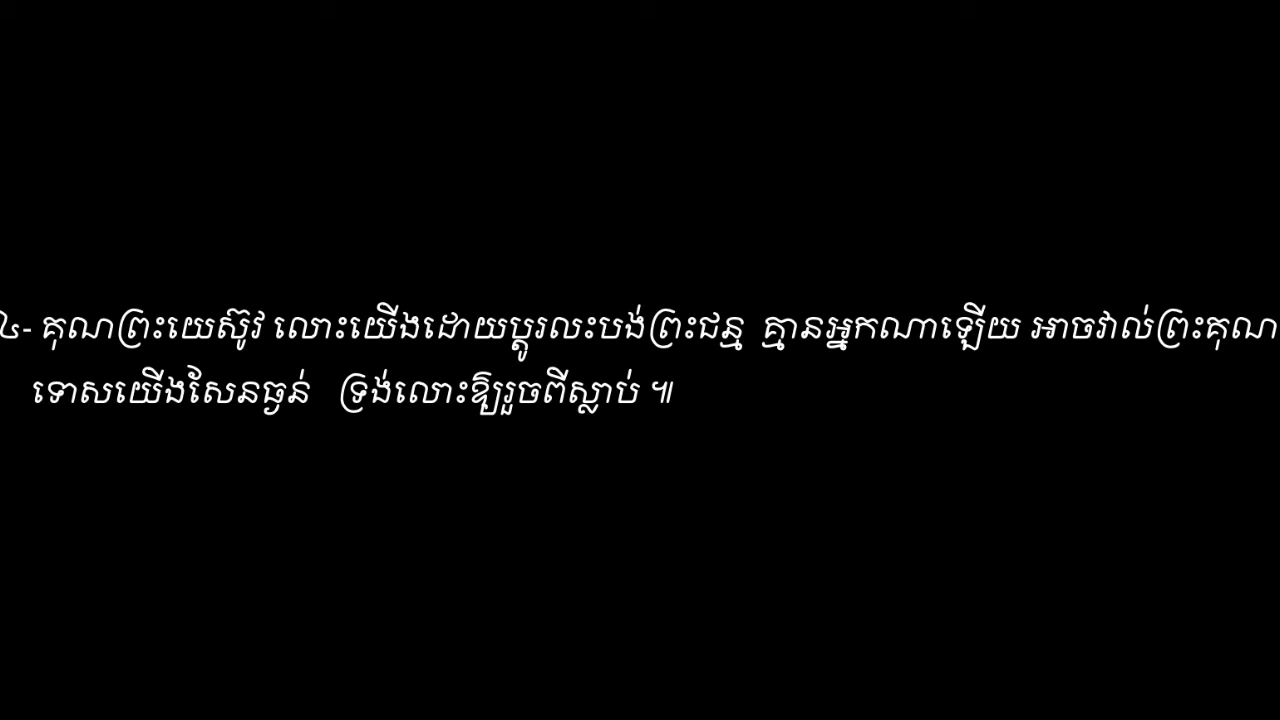 ៤- គុណព្រះយេស៊ូវ លោះយើងដោយប្តូរលះបង់ព្រះជន្ម គ្មានអ្នកណាឡើយ អាចវាល់ព្រះគុណ
ទោសយើងសែនធ្ងន់ ទ្រង់លោះឱ្យរួចពីស្លាប់ ៕